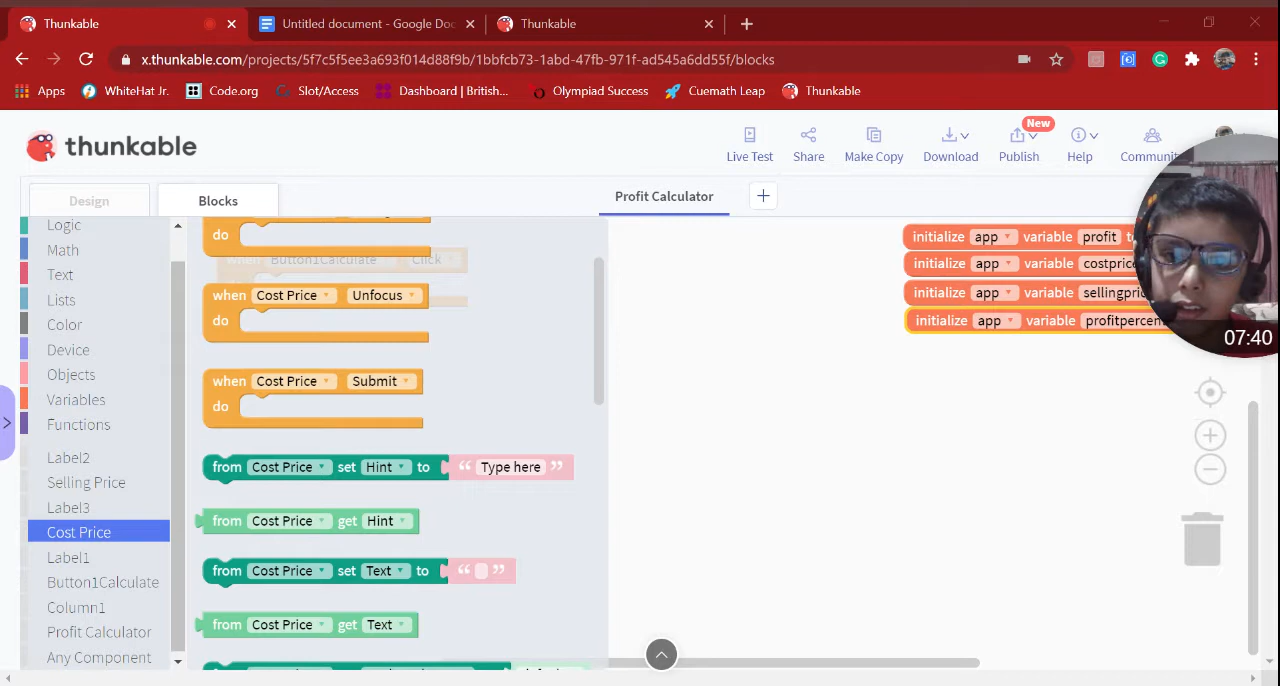 Thunkable
Untitled document - Google Doc
Thunkable
x.thunkable.com/projects/5f7c5f5ee3a693f014d88f9b/1bbfcb73-1abd-47fb-971f-ad545a6dd55f/blocks
Apps
WhiteHat Jr.
Code.org
Slot/Access
Dashboard | British...
Olympiad Success
Cuemath Leap
Thunkable
thunkable
Live Test
Share
Make Copy
Download
New
Publish
Help
Communit
Design
Blocks
Profit Calculator
Logic
Math
Text
Lists
Color
Device
Objects
Variables
Functions
Label2
Selling Price
Label3
Cost Price
Label1
Button1Calculate
Column1
Profit Calculator
Any Component
do
Button1Calculate Click
when Cost Price Unfocus
do
when Cost Price Submit
do
from Cost Price set Hint to “ Type here ”
from Cost Price get Hint
from Cost Price set Text to “ ”
from Cost Price get Text
initialize app variable profit
initialize app variable costprice
initialize app variable sellingpric
initialize app variable profitpercen
07:40